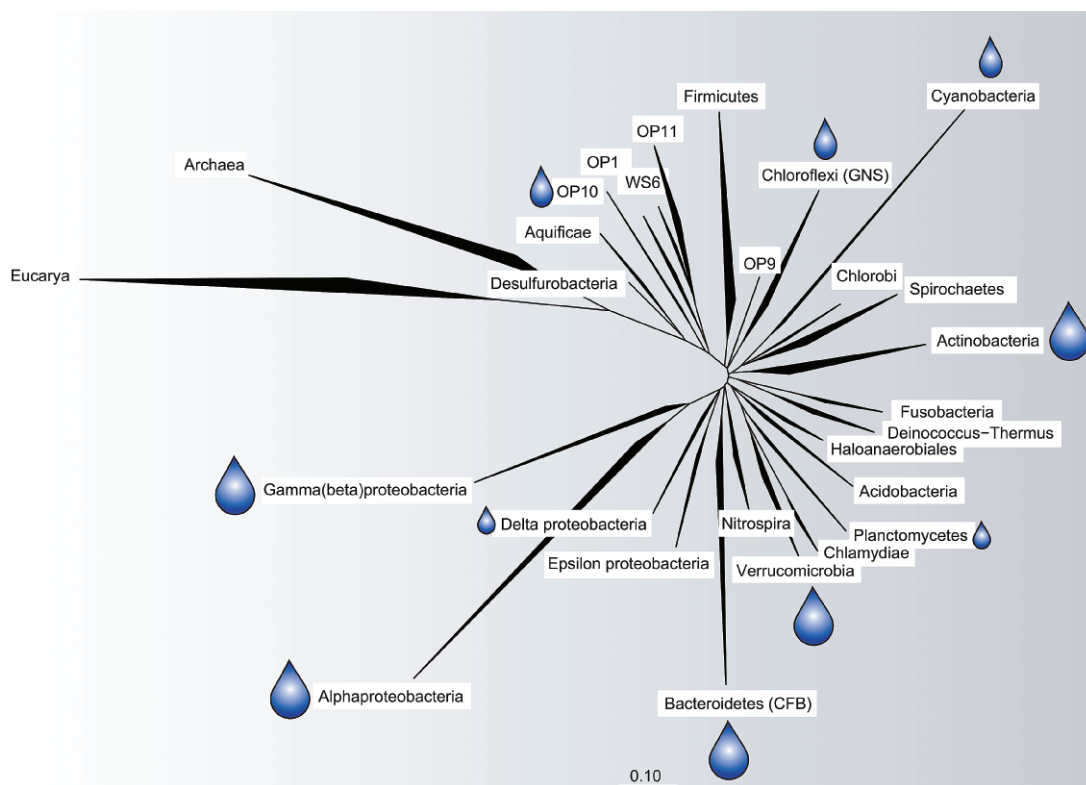 Firmicutes
Cyanobacteria
OP11
Archaea
OP1
Chloroflexi (GNS)
WS6
OP10
Aquificae
OP9
Eucarya
Desulfurobacteria
Chlorobi
Spirochaetes
Actinobacteria
Fusobacteria
Deinococcus−Thermus
Haloanaerobiales
Gamma(beta)proteobacteria
Acidobacteria
Delta proteobacteria
Nitrospira
Planctomycetes
Chlamydiae
Epsilon proteobacteria
Verrucomicrobia
Alphaproteobacteria
Bacteroidetes (CFB)
0.10